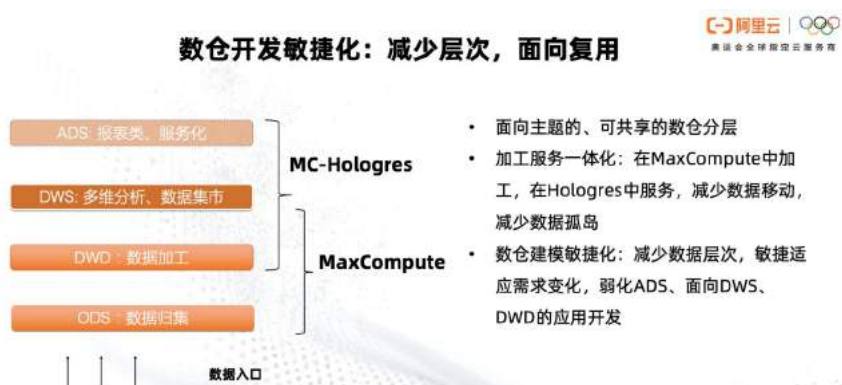 阿里云
奥运会全球指定云服务商
数仓开发敏捷化：减少层次，面向复用
ADS: 报表类、服务化
DWS: 多维分析、数据集市
DWD：数据加工
ODS：数据归集
MC-Hologres
MaxCompute
数据入口
• 面向主题的、可共享的数仓分层
• 加工服务一体化：在MaxCompute中加
工，在Hologres中服务，减少数据移动，
减少数据孤岛
• 数仓建模敏捷化：减少数据层次，敏捷适
应需求变化，弱化ADS、面向DWS、
DWD的应用开发